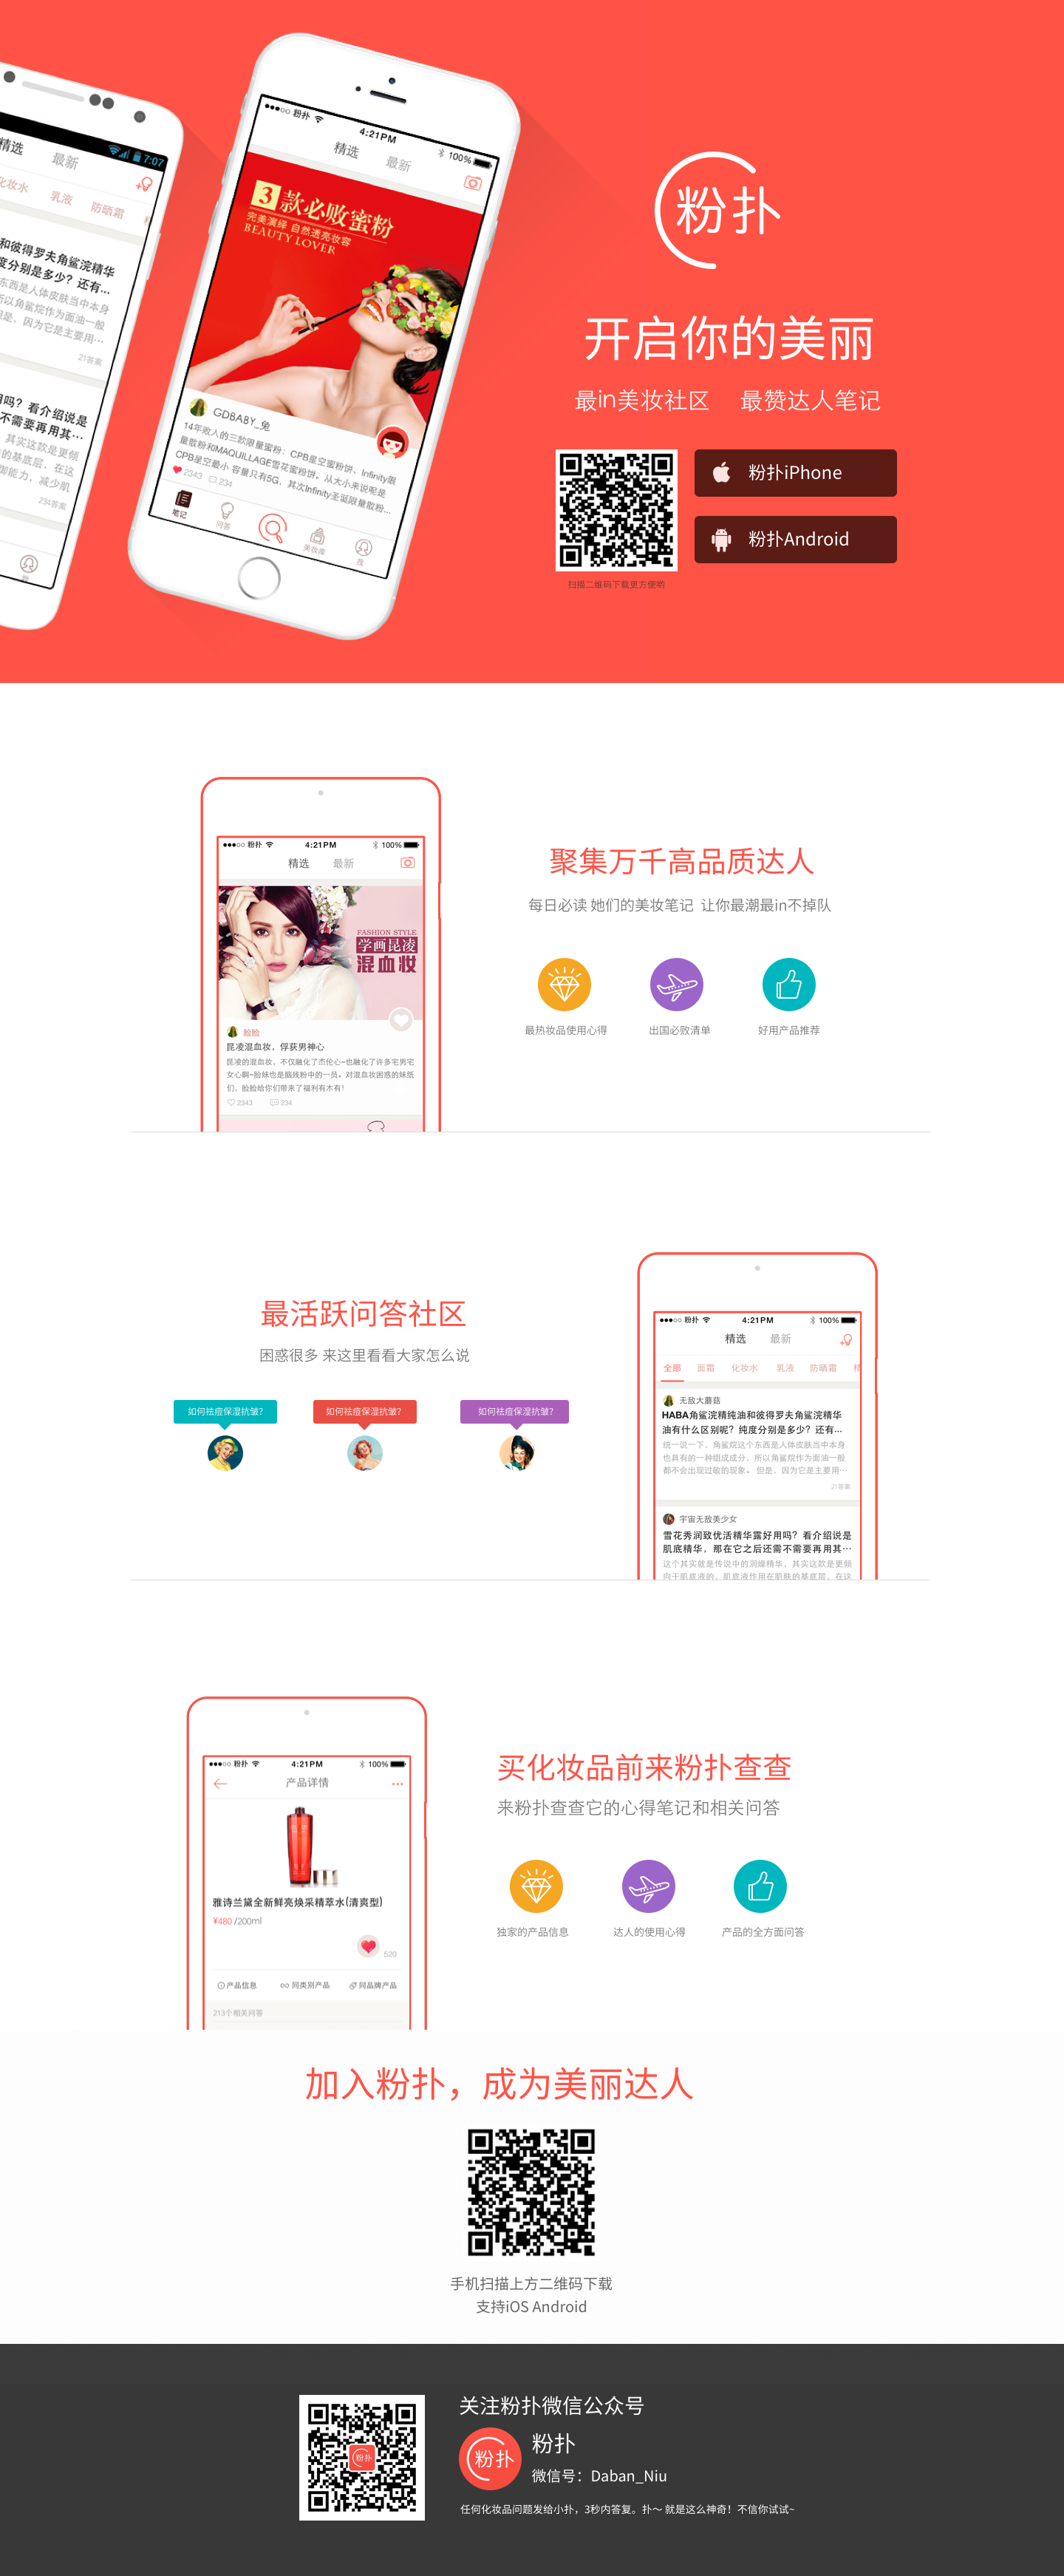 7:07
精选 最新
化妆水 乳液 防晒霜
和彼得罗夫角鲨浣精华
度分别是多少？还有...
东西是人体皮肤当中本身
所以角鲨烷作为面油一般
但是，因为它是主要用…
21答案
用吗？看介绍说是
不需要再用其…
其实这款是更倾
的基底层，在这
御能力，减少肌
234答案
我
粉扑 4:21PM 100%
精选 最新
3款必败蜜粉
完美演绎 自然透亮妆容
BEAUTY LOVER
GDBABY_兔
14年败人的三款限量蜜粉：CPB星空蜜粉饼、Infinity限
量散粉和MAQUILLAGE雪花蜜粉饼。从大小来说呢是
CPB星空最小 容量只有5G，其次Infinity圣诞限量散粉...
2343 234
笔记 问答 美妆库 我
粉扑
开启你的美丽
最in美妆社区 最赞达人笔记
粉扑iPhone
粉扑Android
扫描二维码下载更方便哟
粉扑 4:21PM 100%
精选 最新
FASHION STYLE
学画昆凌
混血妆
脸脸
昆凌混血妆，俘获男神心
昆凌的混血妆，不仅融化了杰伦心~也融化了许多宅男宅
女心啊~脸妹也是脑残粉中的一员。对混血妆困惑的妹纸
们，脸脸给你们带来了福利有木有！
2343 234
聚集万千高品质达人
每日必读 她们的美妆笔记 让你最潮最in不掉队
最热妆品使用心得 出国必败清单 好用产品推荐
最活跃问答社区
困惑很多 来这里看看大家怎么说
如何祛痘保湿抗皱？ 如何祛痘保湿抗皱？ 如何祛痘保湿抗皱？
粉扑 4:21PM 100%
精选 最新
全部 面霜 化妆水 乳液 防晒霜 精
无敌大蘑菇
HABA角鲨浣精纯油和彼得罗夫角鲨浣精华
油有什么区别呢？纯度分别是多少？还有...
统一说一下，角鲨烷这个东西是人体皮肤当中本身
也具有的一种组成成分，所以角鲨烷作为面油一般
都不会出现过敏的现象。 但是，因为它是主要用…
21答案
宇宙无敌美少女
雪花秀润致优活精华露好用吗？看介绍说是
肌底精华，那在它之后还需不需要再用其…
这个其实就是传说中的润燥精华，其实这款是更倾
向于肌底液的，肌底液作用在肌肤的基底层，在这
粉扑 4:21PM 100%
产品详情
雅诗兰黛全新鲜亮焕采精萃水(清爽型)
¥480 /200ml
520
产品信息 同类别产品 同品牌产品
213个相关问答
买化妆品前来粉扑查查
来粉扑查查它的心得笔记和相关问答
独家的产品信息 达人的使用心得 产品的全方面问答
加入粉扑，成为美丽达人
手机扫描上方二维码下载
支持iOS Android
粉扑
关注粉扑微信公众号
粉扑
粉扑
微信号：Daban_Niu
任何化妆品问题发给小扑，3秒内答复。扑～ 就是这么神奇！不信你试试~